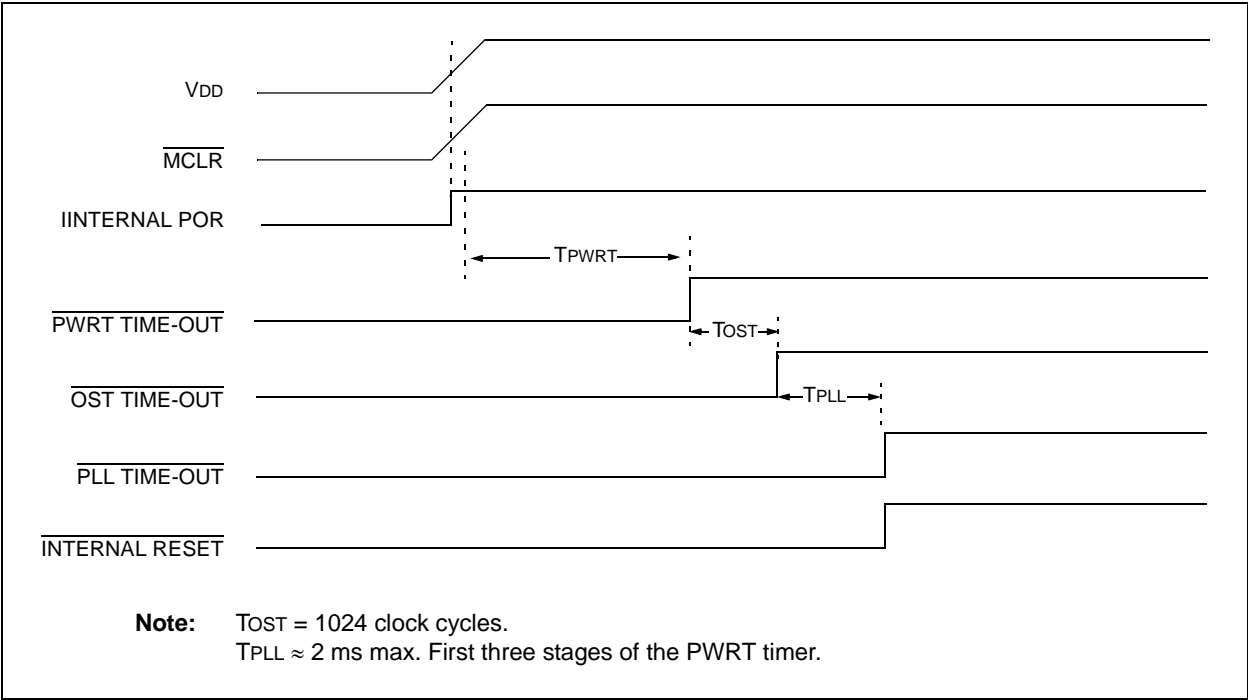 VDD
MCLR
IINTERNAL POR
TPWRT
PWRT TIME-OUT
TOST
OST TIME-OUT
TPLL
PLL TIME-OUT
INTERNAL RESET
Note: TOST = 1024 clock cycles.
TPLL ≈ 2 ms max. First three stages of the PWRT timer.